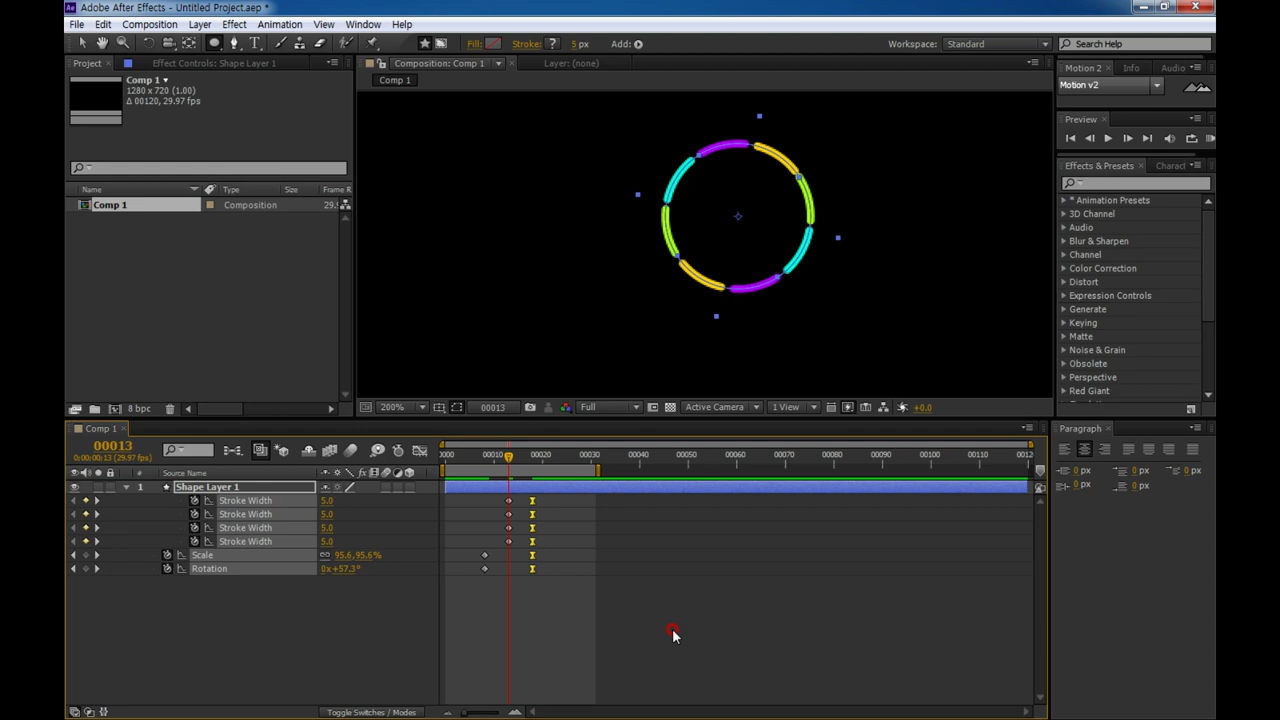 Adobe After Effects - Untitled Project.aep *
File Edit Composition Layer Effect Animation View Window Help
Fill: Stroke: ? 5 px Add: Workspace: Standard Search Help
Project Effect Controls: Shape Layer 1 Composition: Comp 1 Layer: (none) Motion 2 Info Audio
Comp 1
1280 x 720 (1.00)
Δ 00120, 29.97 fps
Comp 1
Motion v2
Preview
Effects & Presets Charact
Name Type Size Frame R
Comp 1 Composition 29.
* Animation Presets
3D Channel
Audio
Blur & Sharpen
Channel
Color Correction
Distort
Expression Controls
Generate
Keying
Matte
Noise & Grain
Obsolete
Perspective
Red Giant
8 bpc 200% 00013 Full Active Camera 1 View +0.0
Comp 1 Paragraph
00013
0;00;00;13 (29.97 fps)
0000 00010 00020 00030 00040 00050 00060 00070 00080 00090 00100 00110 0012
# Source Name
1 Shape Layer 1
Stroke Width 5.0
Stroke Width 5.0
Stroke Width 5.0
Stroke Width 5.0
Scale 95.6,95.6%
Rotation 0x+57.3°
0 px 0 px 0 px
0 px 0 px
Toggle Switches / Modes